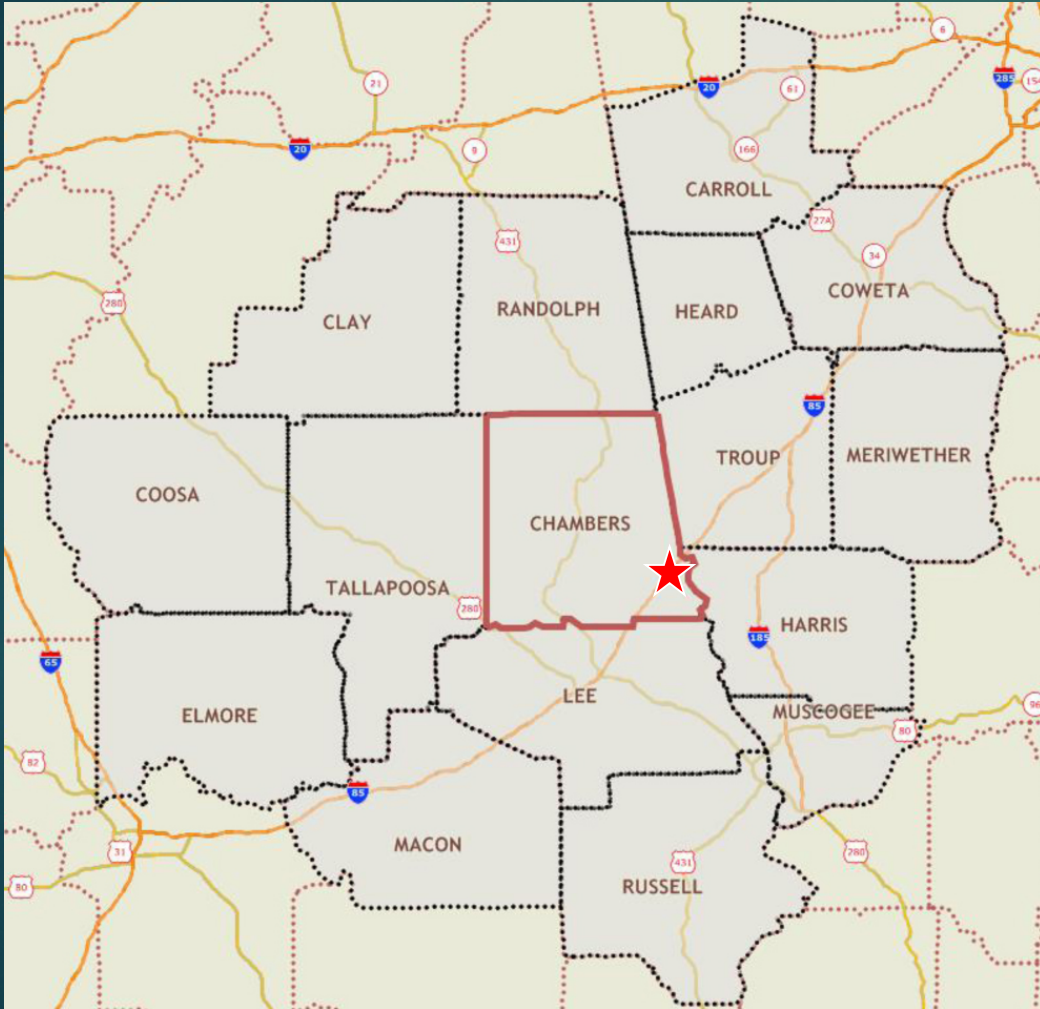 6
20
285
154
21
61
20
9
166
CARROLL
27A
431
34
280
COWETA
RANDOLPH
HEARD
CLAY
85
TROUP
MERIWETHER
COOSA
CHAMBERS
TALLAPOOSA
280
HARRIS
185
65
LEE
96
ELMORE
MUSCOGEE
80
82
85
MACON
31
280
431
80
RUSSELL